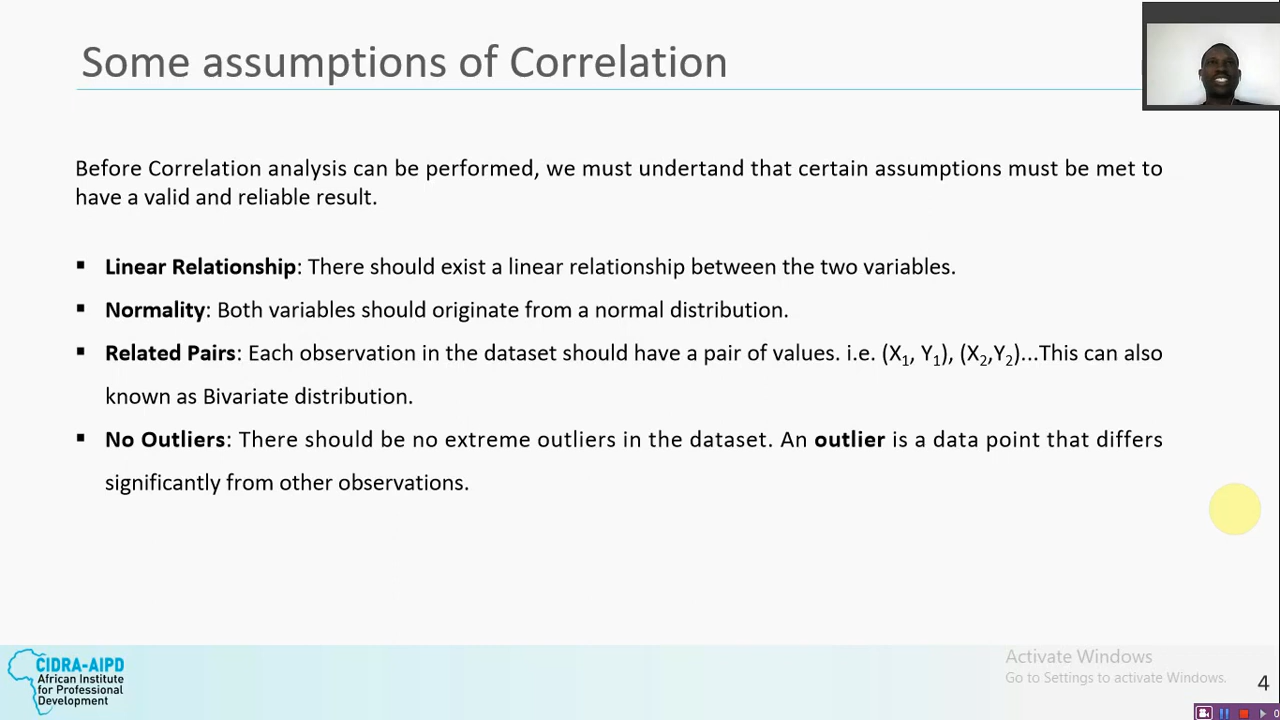 Some assumptions of Correlation
Before Correlation analysis can be performed, we must undertand that certain assumptions must be met to
have a valid and reliable result.
▪ Linear Relationship: There should exist a linear relationship between the two variables.
▪ Normality: Both variables should originate from a normal distribution.
▪ Related Pairs: Each observation in the dataset should have a pair of values. i.e. (X₁, Y₁), (X₂,Y₂)...This can also
known as Bivariate distribution.
▪ No Outliers: There should be no extreme outliers in the dataset. An outlier is a data point that differs
significantly from other observations.
CIDRA-AIPD
African Institute
for Professional
Development
Activate Windows
Go to Settings to activate Windows.
4
0